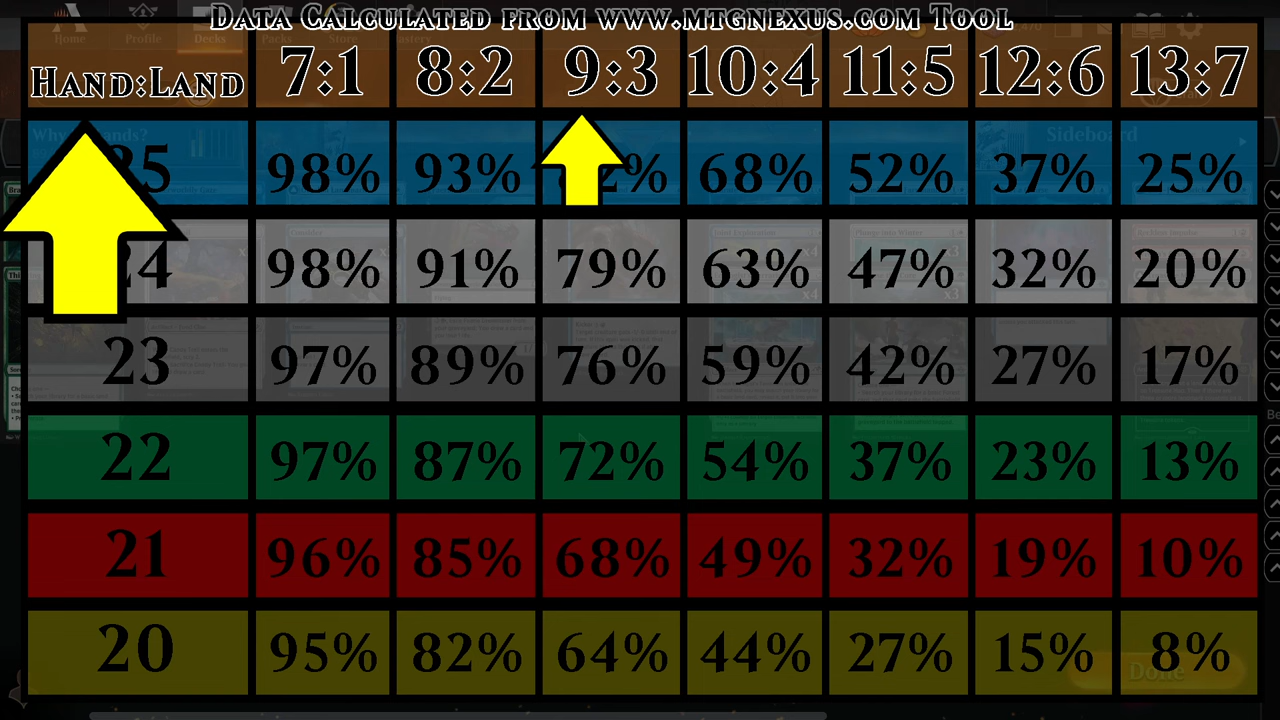 Data Calculated from www.mtgnexus.com Tool
Hand:Land 7:1 8:2 9:3 10:4 11:5 12:6 13:7
98% 93% 68% 52% 37% 25%
98% 91% 79% 63% 47% 32% 20%
23 97% 89% 76% 59% 42% 27% 17%
22 97% 87% 72% 54% 37% 23% 13%
21 96% 85% 68% 49% 32% 19% 10%
20 95% 82% 64% 44% 27% 15% 8%
Sideboard
Done